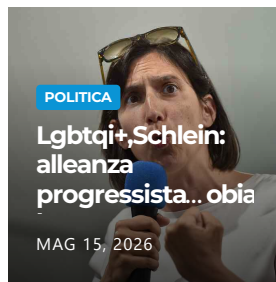 POLITICA
Lgbtqi+,Schlein:
alleanza
progressista... obia
MAG 15, 2026